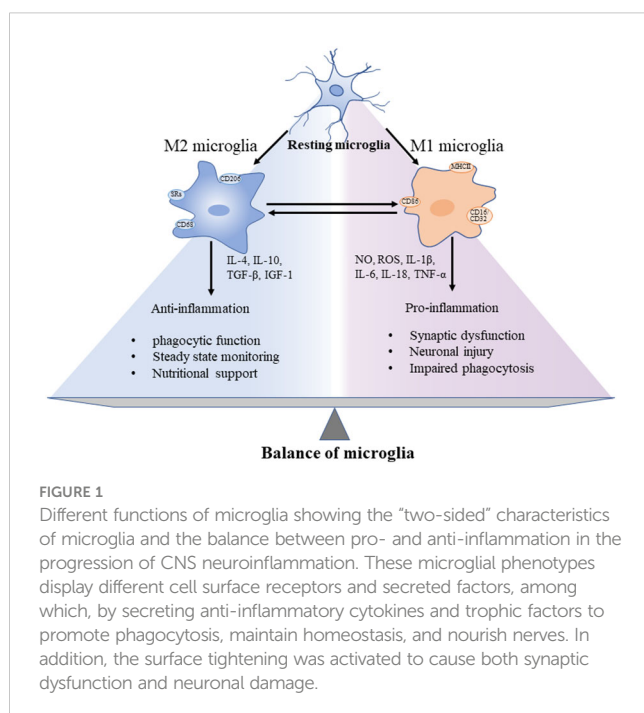 M2 microglia
Resting microglia
M1 microglia
CD206
SRs
CD68
MHCII
CD86
CD16/
CD32
IL-4, IL-10,
TGF-β, IGF-1
NO, ROS, IL-1β,
IL-6, IL-18, TNF-α
Anti-inflammation
• phagocytic function
• Steady state monitoring
• Nutritional support
Pro-inflammation
• Synaptic dysfunction
• Neuronal injury
• Impaired phagocytosis
Balance of microglia
FIGURE 1
Different functions of microglia showing the “two-sided” characteristics
of microglia and the balance between pro- and anti-inflammation in the
progression of CNS neuroinflammation. These microglial phenotypes
display different cell surface receptors and secreted factors, among
which, by secreting anti-inflammatory cytokines and trophic factors to
promote phagocytosis, maintain homeostasis, and nourish nerves. In
addition, the surface tightening was activated to cause both synaptic
dysfunction and neuronal damage.